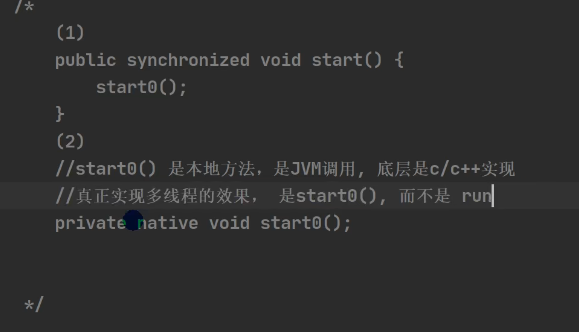 /*
(1)
public synchronized void start() {
start0();
}
(2)
//start0() 是本地方法，是JVM调用, 底层是c/c++实现
//真正实现多线程的效果， 是start0(), 而不是 run
private native void start0();
*/